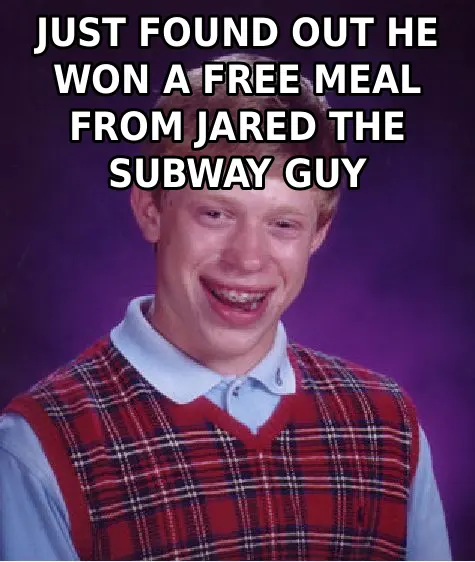 JUST FOUND OUT HE
WON A FREE MEAL
FROM JARED THE
SUBWAY GUY